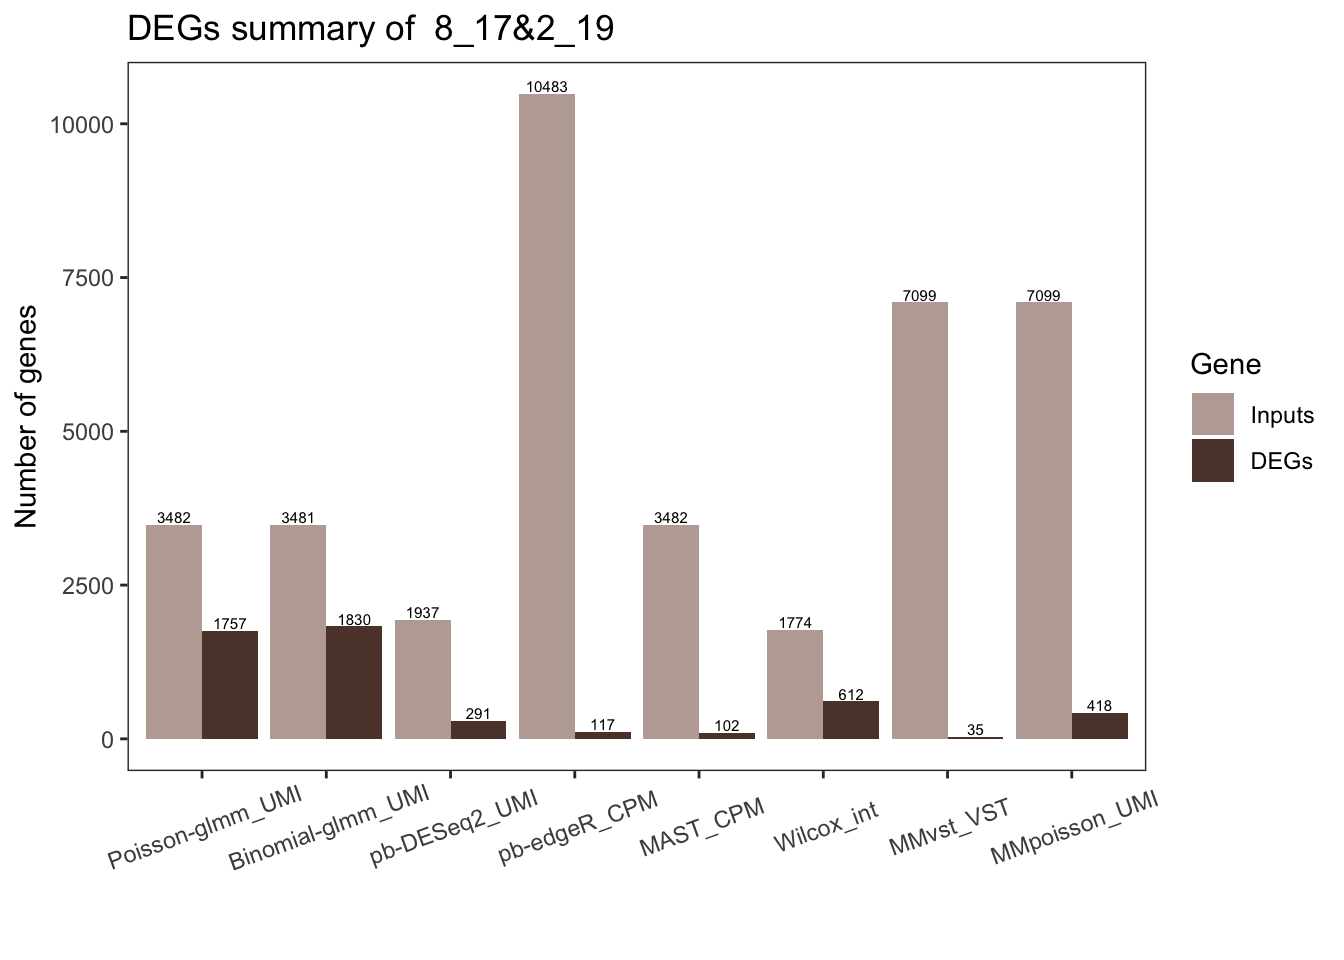 DEGs summary of  8_17&2_19
Number of genes
10000
7500
5000
2500
0
3482
1757
3481
1830
1937
291
10483
117
3482
102
1774
612
7099
35
7099
418
Poisson-glmm_UMI
Binomial-glmm_UMI
pb-DESeq2_UMI
pb-edgeR_CPM
MAST_CPM
Wilcox_int
MMvst_VST
MMpoisson_UMI
Gene
Inputs
DEGs